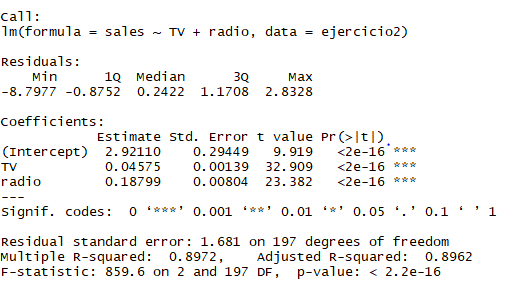 Call:
lm(formula = sales ~ TV + radio, data = ejercicio2)
Residuals:
Min 1Q Median 3Q Max
-8.7977 -0.8752 0.2422 1.1708 2.8328
Coefficients:
Estimate Std. Error t value Pr(>|t|)
(Intercept) 2.92110 0.29449 9.919 <2e-16 ***
TV 0.04575 0.00139 32.909 <2e-16 ***
radio 0.18799 0.00804 23.382 <2e-16 ***
---
Signif. codes: 0 ‘***’ 0.001 ‘**’ 0.01 ‘*’ 0.05 ‘.’ 0.1 ‘ ’ 1
Residual standard error: 1.681 on 197 degrees of freedom
Multiple R-squared: 0.8972, Adjusted R-squared: 0.8962
F-statistic: 859.6 on 2 and 197 DF, p-value: < 2.2e-16